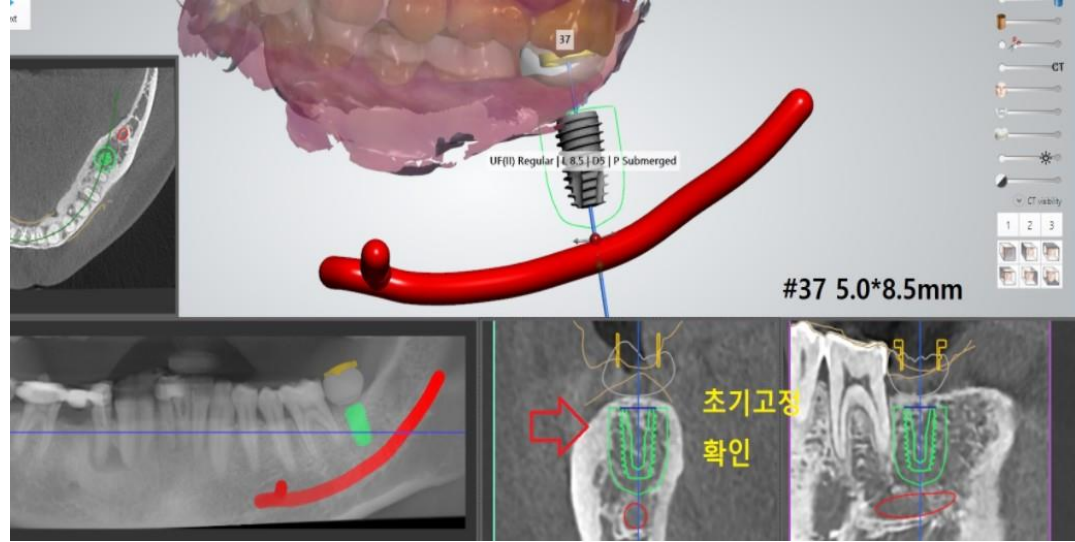 xt
37
UF(II) Regular | L 8.5 | D5 | P Submerged
CT
CT visibility
1 2 3
#37 5.0*8.5mm
초기고정
확인